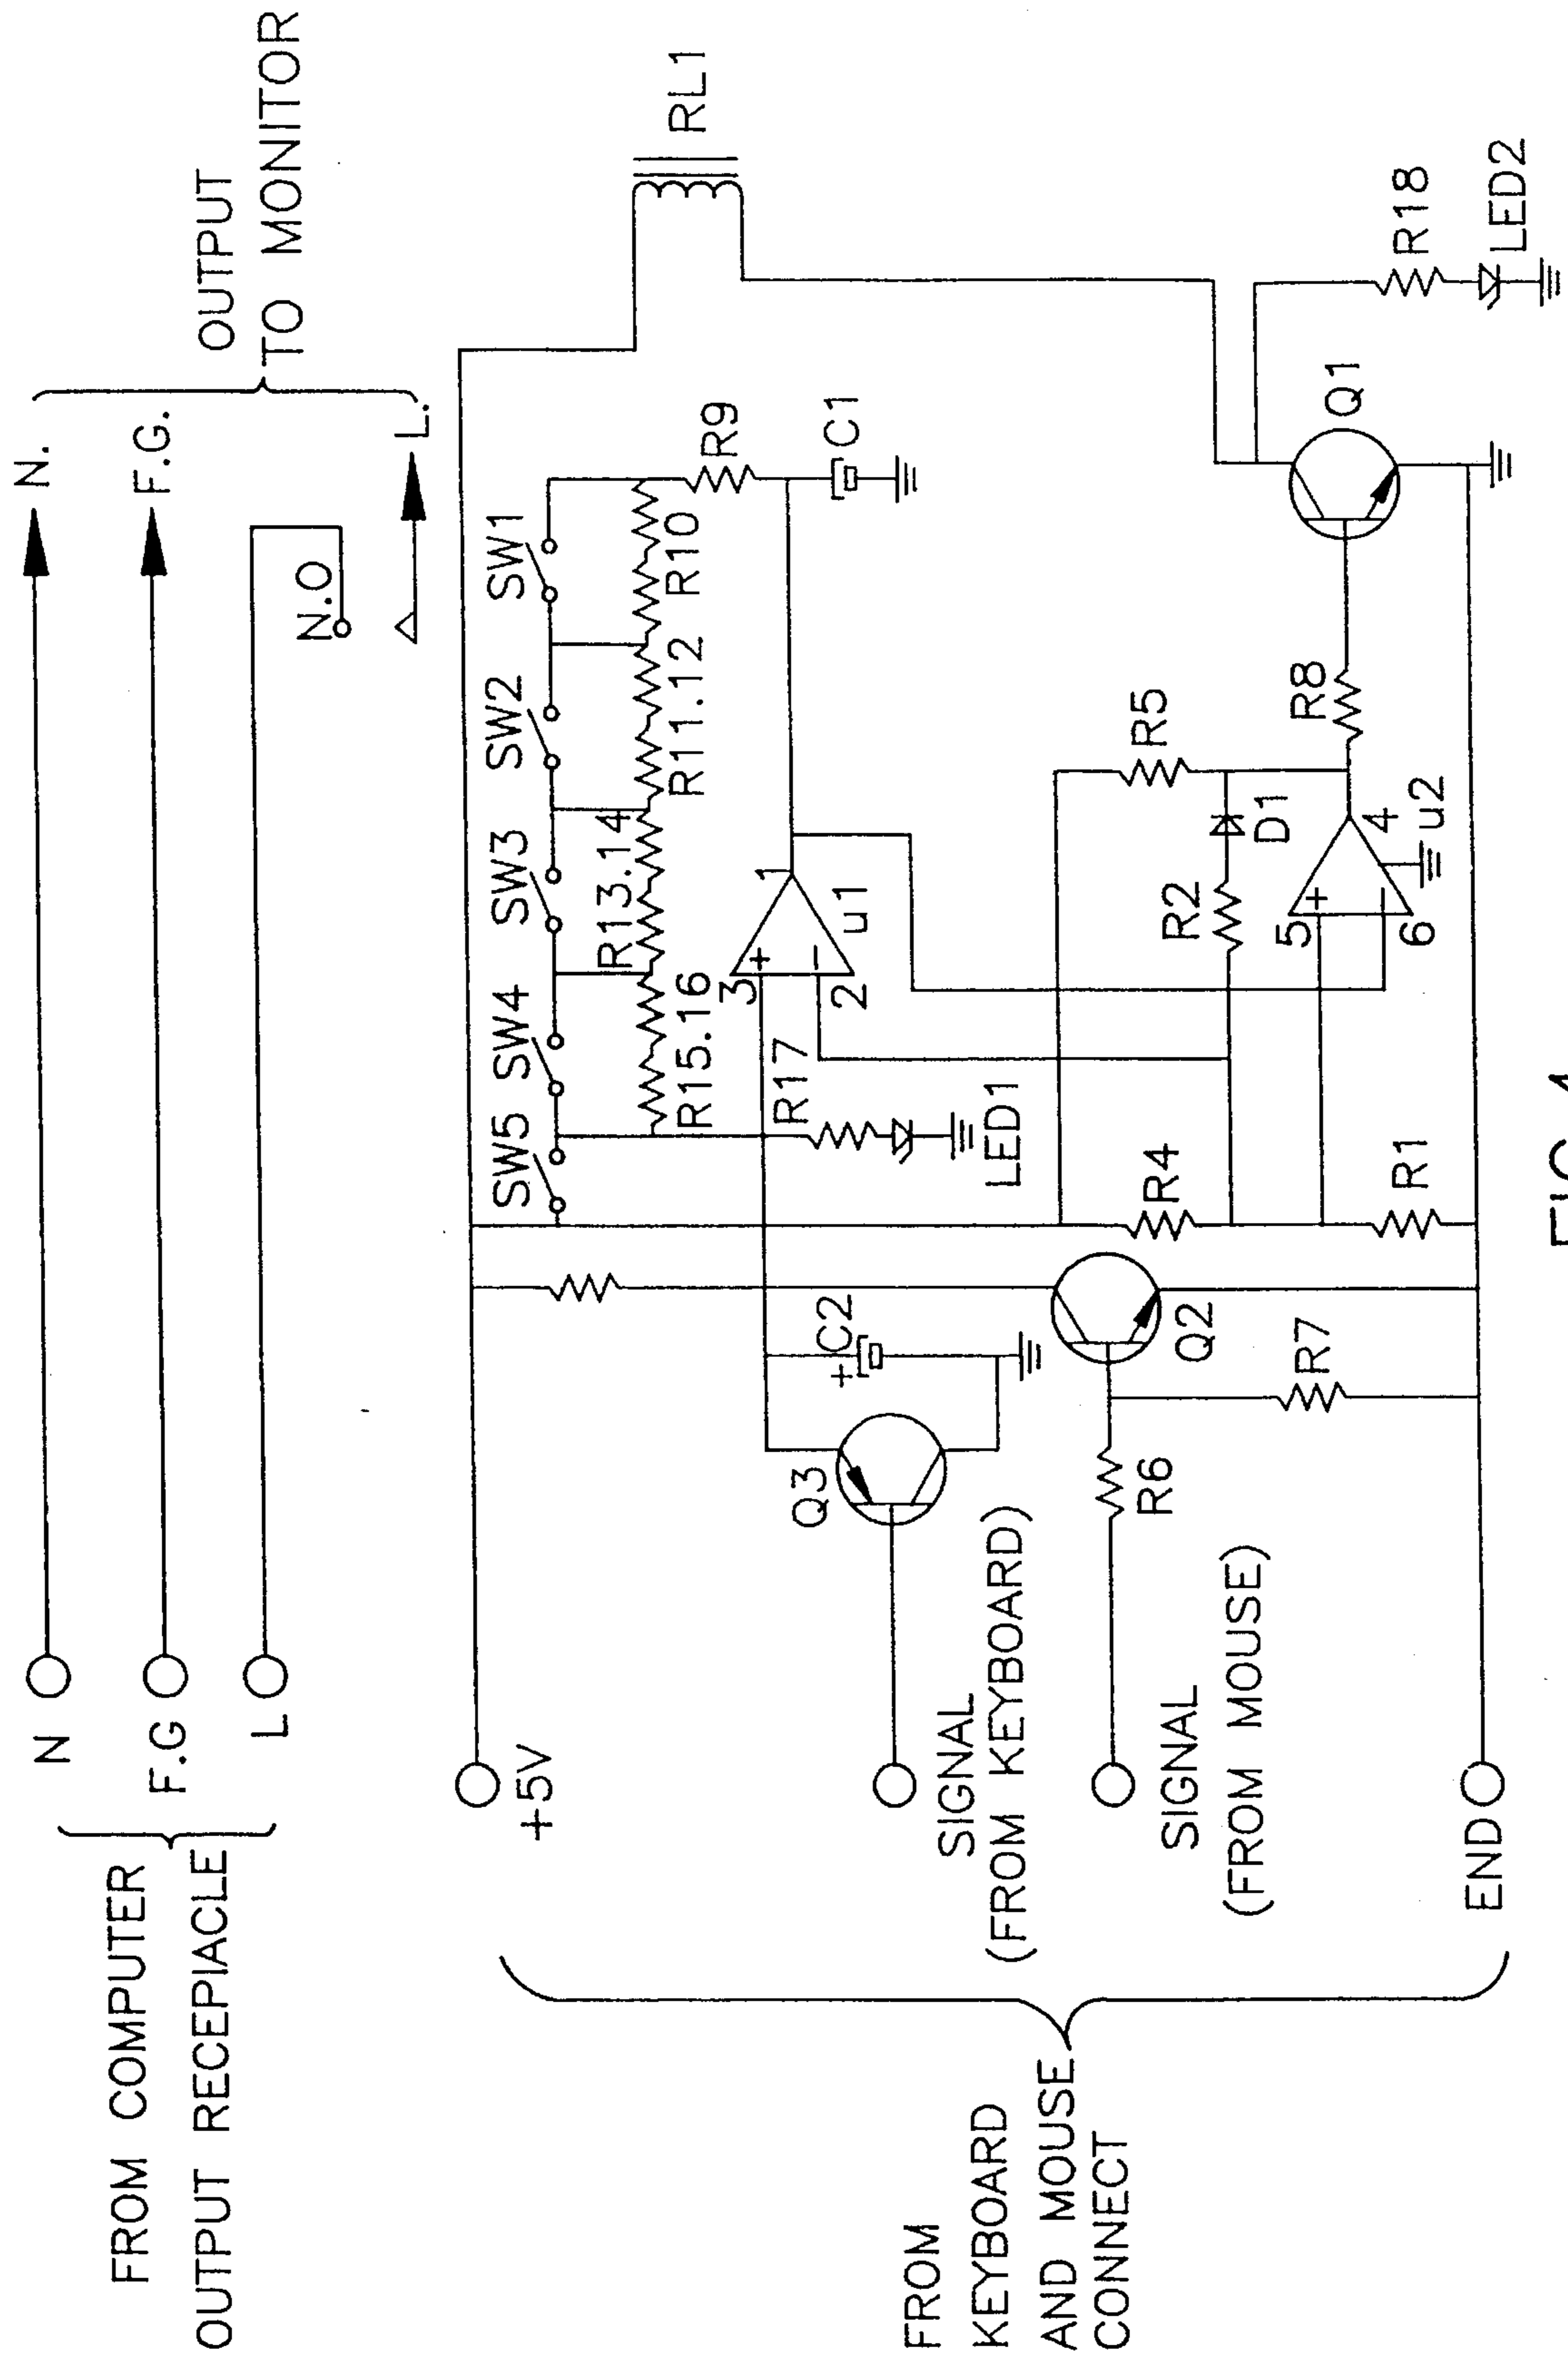 FROM COMPUTER
OUTPUT RECEPIACLE
N
F.G
L
N.
F.G.
L.
N.O
OUTPUT
TO MONITOR
FROM
KEYBOARD
AND MOUSE
CONNECT
+5V
SIGNAL
(FROM KEYBOARD)
SIGNAL
(FROM MOUSE)
END
SW5
SW4
SW3
SW2
SW1
R15.16
R13.14
R11.12
R10
R9
C1
RL1
Q3
+
C2
R17
LED1
3
+
2
−
1
u1
R6
R7
Q2
R4
R1
R2
D1
R5
5
+
6
−
4
u2
R8
Q1
R18
LED2